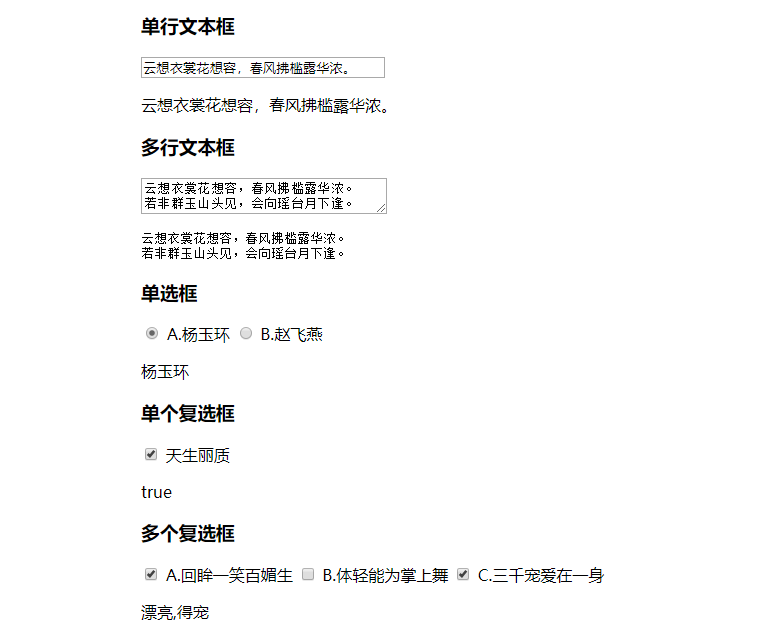 单行文本框
云想衣裳花想容，春风拂槛露华浓。
云想衣裳花想容，春风拂槛露华浓。
多行文本框
云想衣裳花想容，春风拂槛露华浓。
若非群玉山头见，会向瑶台月下逢。
云想衣裳花想容，春风拂槛露华浓。
若非群玉山头见，会向瑶台月下逢。
单选框
A.杨玉环 B.赵飞燕
杨玉环
单个复选框
天生丽质
true
多个复选框
A.回眸一笑百媚生 B.体轻能为掌上舞 C.三千宠爱在一身
漂亮,得宠